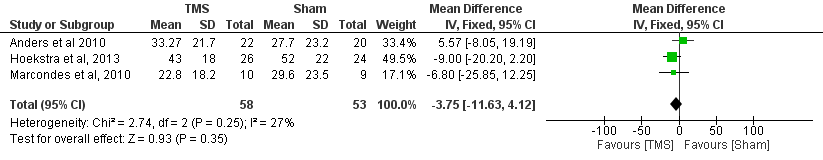 TMS Sham Mean Difference Mean Difference
Study or Subgroup Mean SD Total Mean SD Total Weight IV, Fixed, 95% CI IV, Fixed, 95% CI
Anders et al 2010 33.27 21.7 22 27.7 23.2 20 33.4% 5.57 [-8.05, 19.19]
Hoekstra et al, 2013 43 18 26 52 22 24 49.5% -9.00 [-20.20, 2.20]
Marcondes et al, 2010 22.8 18.2 10 29.6 23.5 9 17.1% -6.80 [-25.85, 12.25]
Total (95% CI) 58 53 100.0% -3.75 [-11.63, 4.12]
Heterogeneity: Chi² = 2.74, df = 2 (P = 0.25); I² = 27%
Test for overall effect: Z = 0.93 (P = 0.35)
-100 -50 0 50 100
Favours [TMS] Favours [Sham]